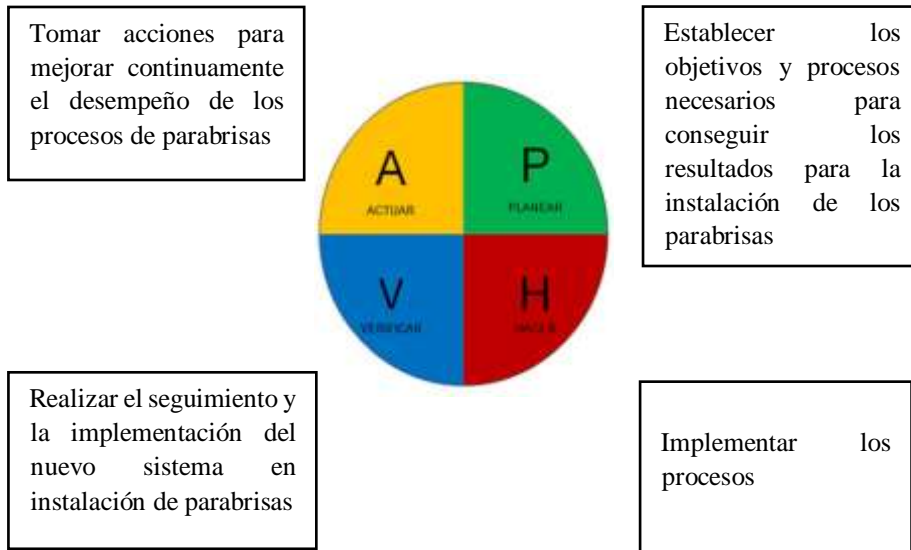 Tomar acciones para
mejorar continuamente
el desempeño de los
procesos de parabrisas
Establecer los
objetivos y procesos
necesarios para
conseguir los
resultados para la
instalación de los
parabrisas
A
ACTUAR
P
PLANEAR
V
VERIFICAR
H
HACER
Realizar el seguimiento y
la implementación del
nuevo sistema en
instalación de parabrisas
Implementar los
procesos